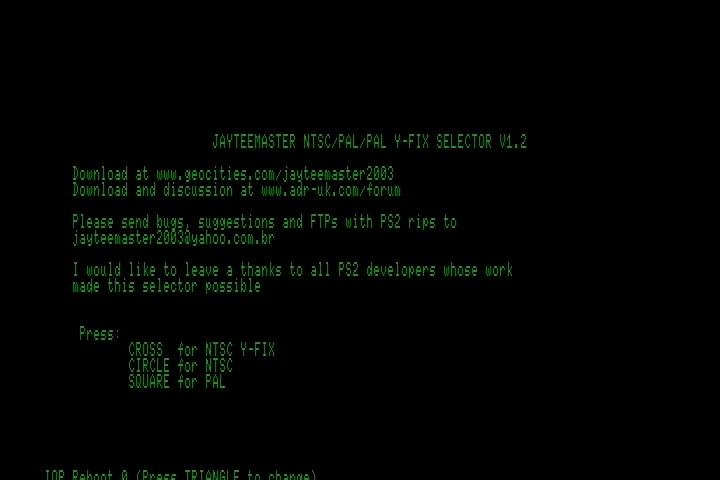 JAYTEEMASTER NTSC/PAL/PAL Y-FIX SELECTOR V1.2
Download at www.geocities.com/jayteemaster2003
Download and discussion at www.adr-uk.com/forum
Please send bugs, suggestions and FTPs with PS2 rips to
jayteemaster2003@yahoo.com.br
I would like to leave a thanks to all PS2 developers whose work
made this selector possible
Press:
CROSS  for NTSC Y-FIX
CIRCLE for NTSC
SQUARE for PAL
IOP Reboot 0 (Press TRIANGLE to change)